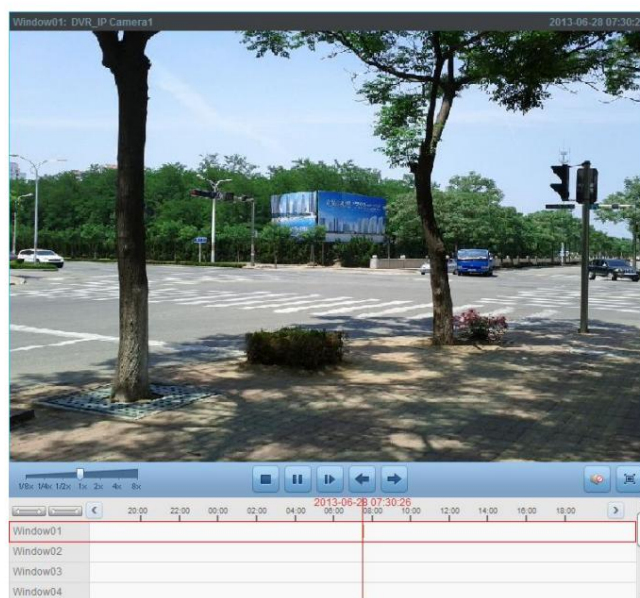 Window01: DVR_IP Camera1
2013-06-28 07:30:2
1/8x 1/4x 1/2x 1x 2x 4x 8x
2013-06-28 07:30:26
20:00 22:00 00:00 02:00 04:00 06:00 08:00 10:00 12:00 14:00 16:00 18:00
Window01
Window02
Window03
Window04